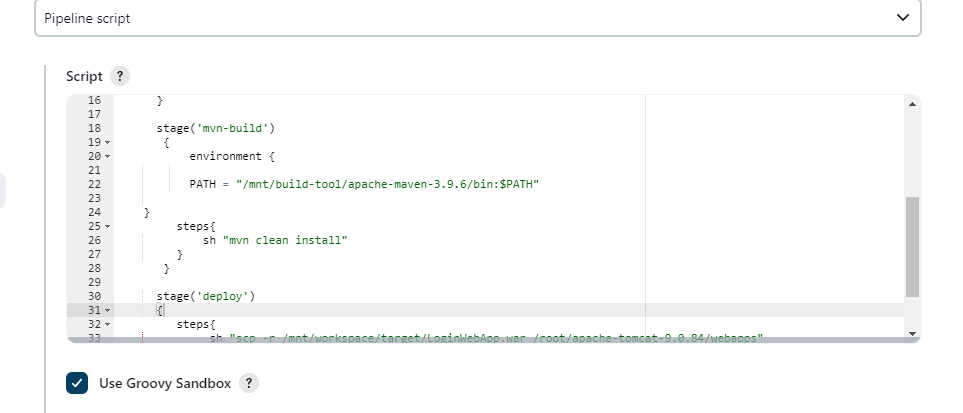 Pipeline script
Script ?
16 }
17
18 stage('mvn-build')
19 {
20 environment {
21
22 PATH = "/mnt/build-tool/apache-maven-3.9.6/bin:$PATH"
23
24 }
25 steps{
26 sh "mvn clean install"
27 }
28 }
29
30 stage('deploy')
31 {
32 steps{
33 sh "scp -r /mnt/workspace/target/LoginWebApp.war /root/apache-tomcat-9.0.84/webapps"
Use Groovy Sandbox ?